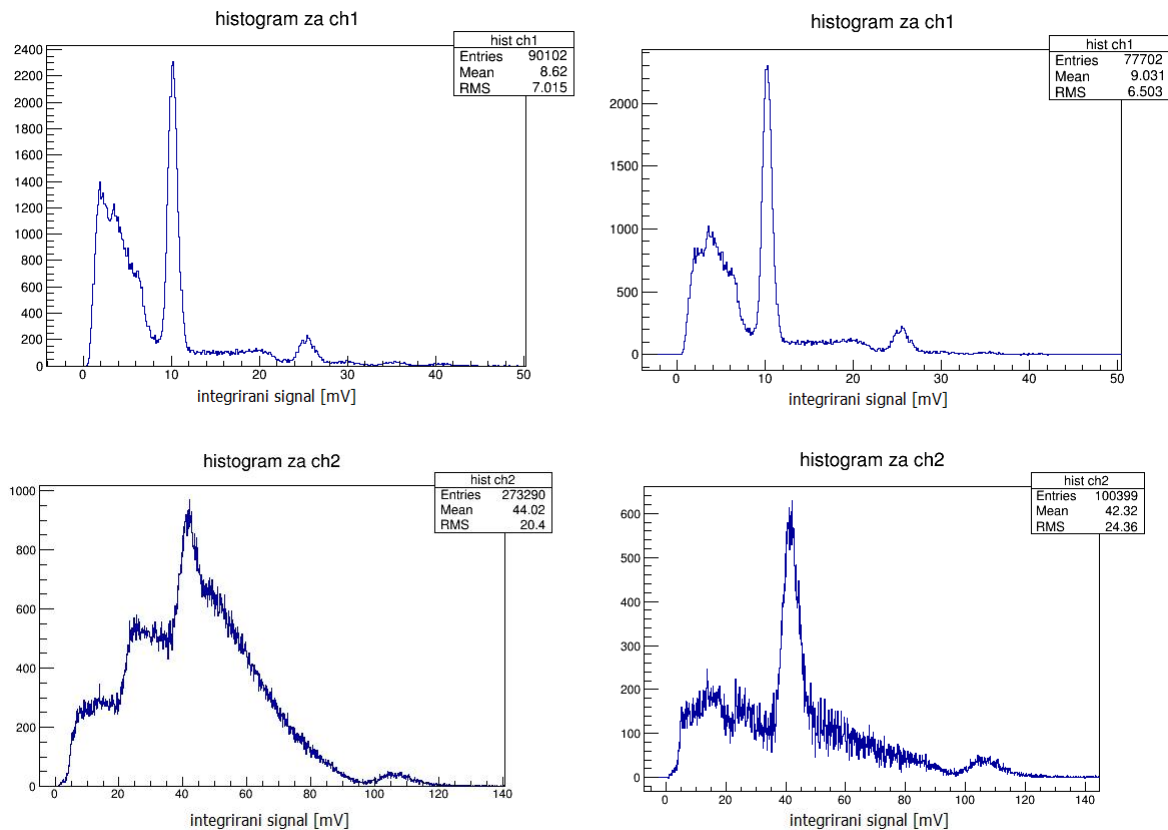 histogram za ch1
hist ch1
Entries 90102
Mean 8.62
RMS 7.015
2400
2200
2000
1800
1600
1400
1200
1000
800
600
400
200
0
0 10 20 30 40 50
integrirani signal [mV]
histogram za ch1
hist ch1
Entries 77702
Mean 9.031
RMS 6.503
2000
1500
1000
500
0
0 10 20 30 40 50
integrirani signal [mV]
histogram za ch2
hist ch2
Entries 273290
Mean 44.02
RMS 20.4
1000
800
600
400
200
0
0 20 40 60 80 100 120 140
integrirani signal [mV]
histogram za ch2
hist ch2
Entries 100399
Mean 42.32
RMS 24.36
600
500
400
300
200
100
0
0 20 40 60 80 100 120 140
integrirani signal [mV]